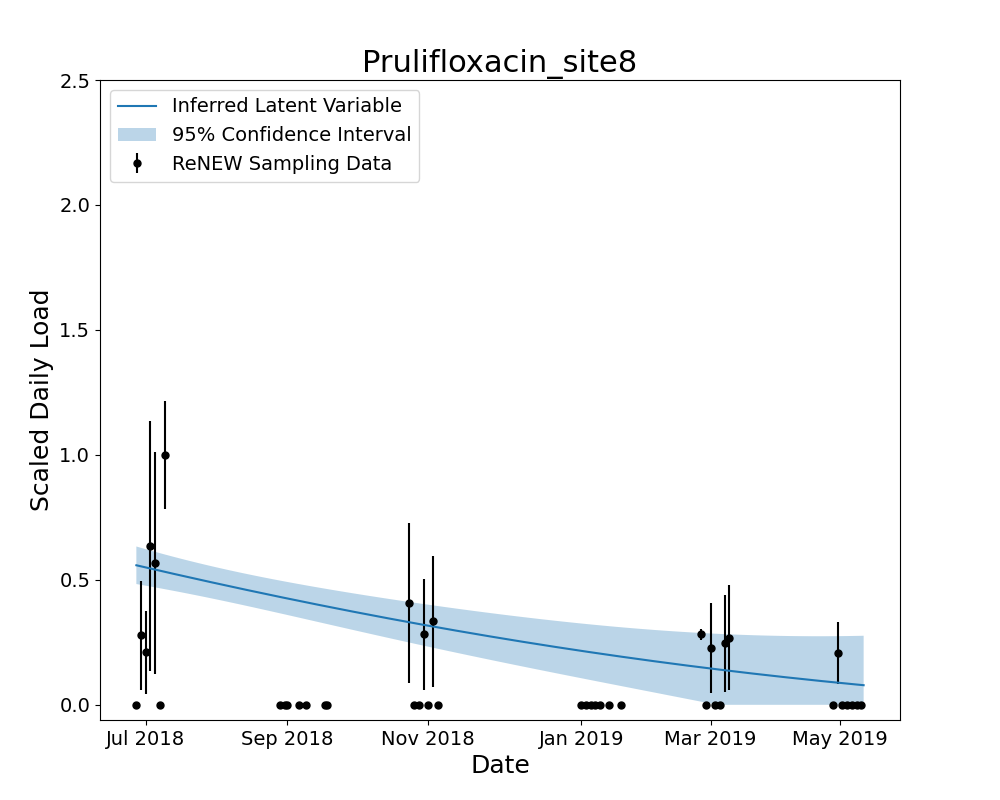 Prulifloxacin_site8
2.5
2.0
1.5
1.0
0.5
0.0
Scaled Daily Load
Inferred Latent Variable
95% Confidence Interval
ReNEW Sampling Data
Jul 2018
Sep 2018
Nov 2018
Jan 2019
Mar 2019
May 2019
Date